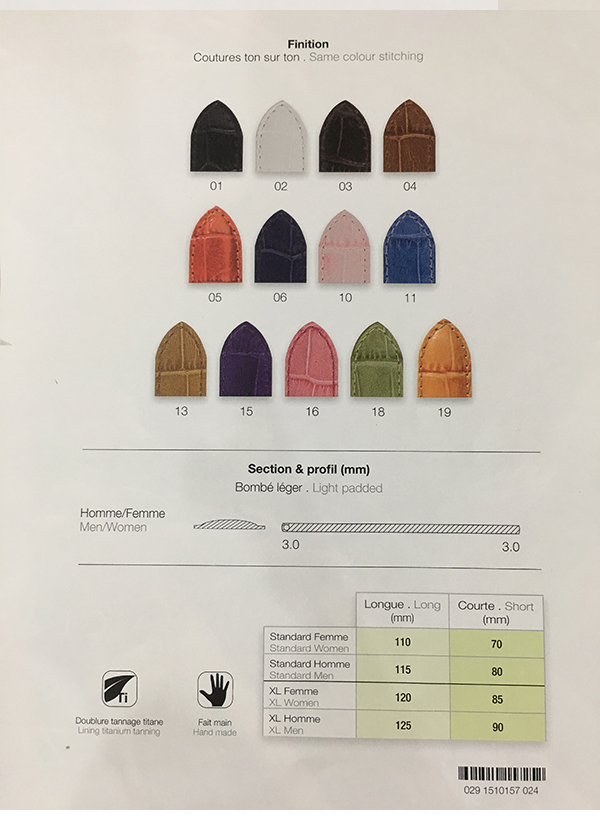 Finition
Coutures ton sur ton . Same colour stitching
01 02 03 04
05 06 10 11
13 15 16 18 19
Section & profil (mm)
Bombé léger . Light padded
Homme/Femme
Men/Women
3.0 3.0
Longue . Long (mm) Courte . Short (mm)
Standard Femme
Standard Women 110 70
Standard Homme
Standard Men 115 80
XL Femme
XL Women 120 85
XL Homme
XL Men 125 90
Ti
Doublure tannage titane
Lining titanium tanning
Fait main
Hand made
029 1510157 024